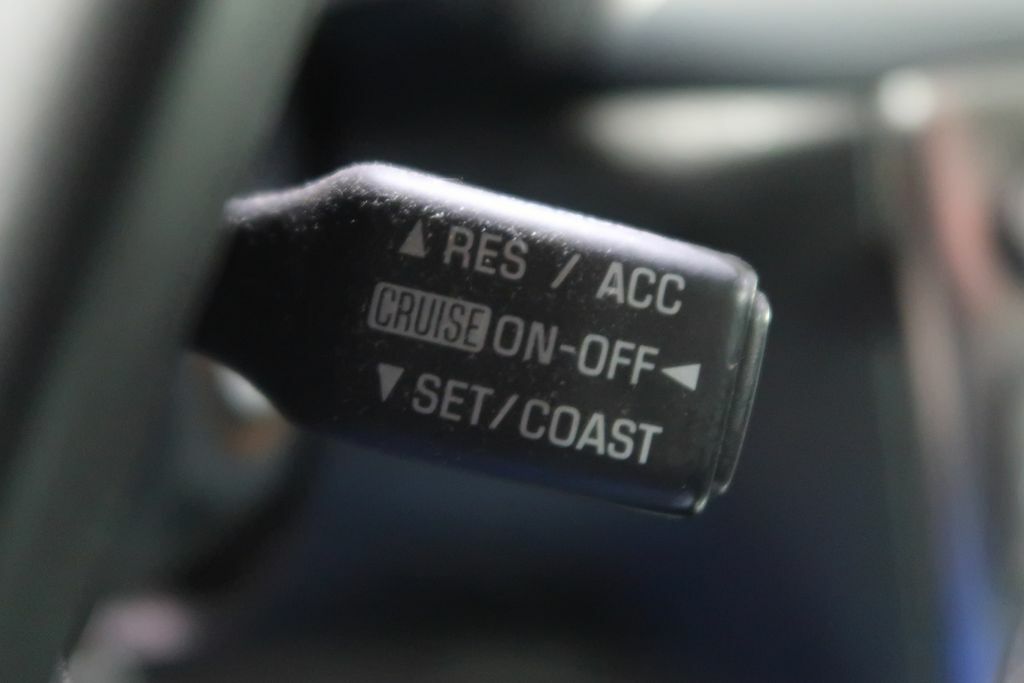 ▲ RES / ACC
CRUISE ON-OFF ◀
▼ SET/COAST